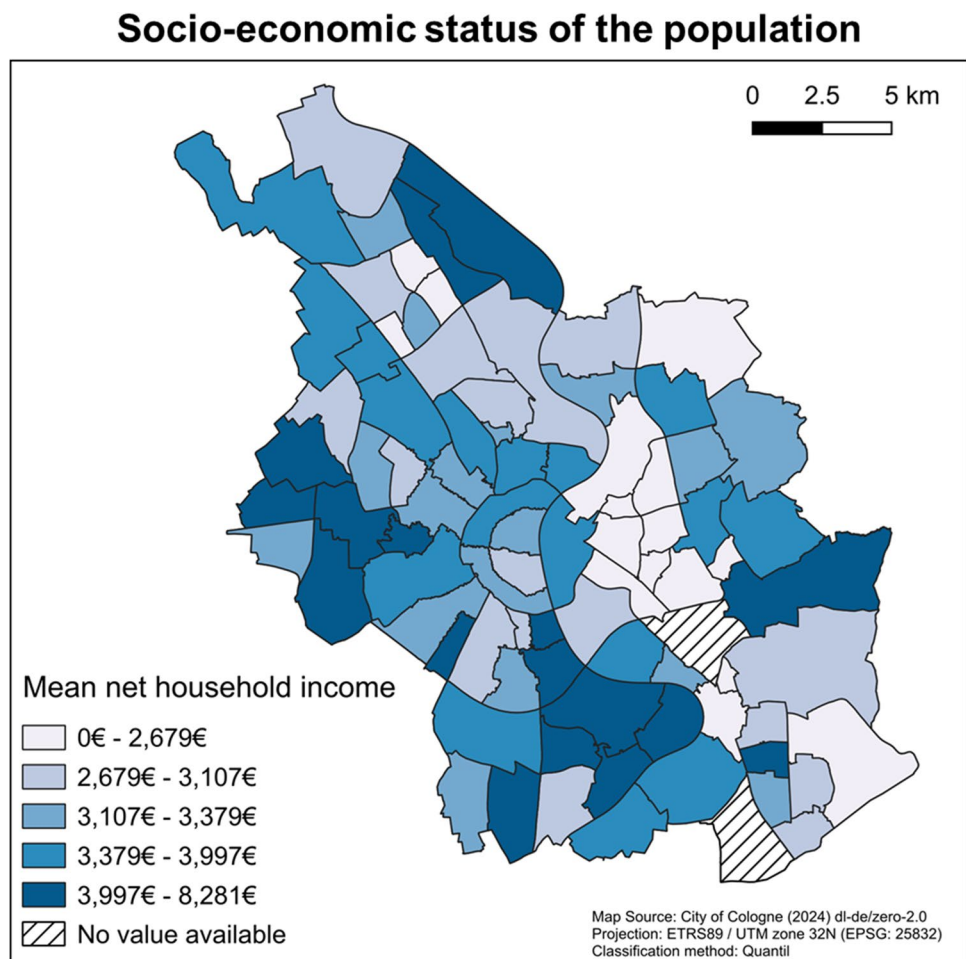 Socio-economic status of the population
0 2.5 5 km
Mean net household income
0€ - 2,679€
2,679€ - 3,107€
3,107€ - 3,379€
3,379€ - 3,997€
3,997€ - 8,281€
No value available
Map Source: City of Cologne (2024) dl-de/zero-2.0
Projection: ETRS89 / UTM zone 32N (EPSG: 25832)
Classification method: Quantil